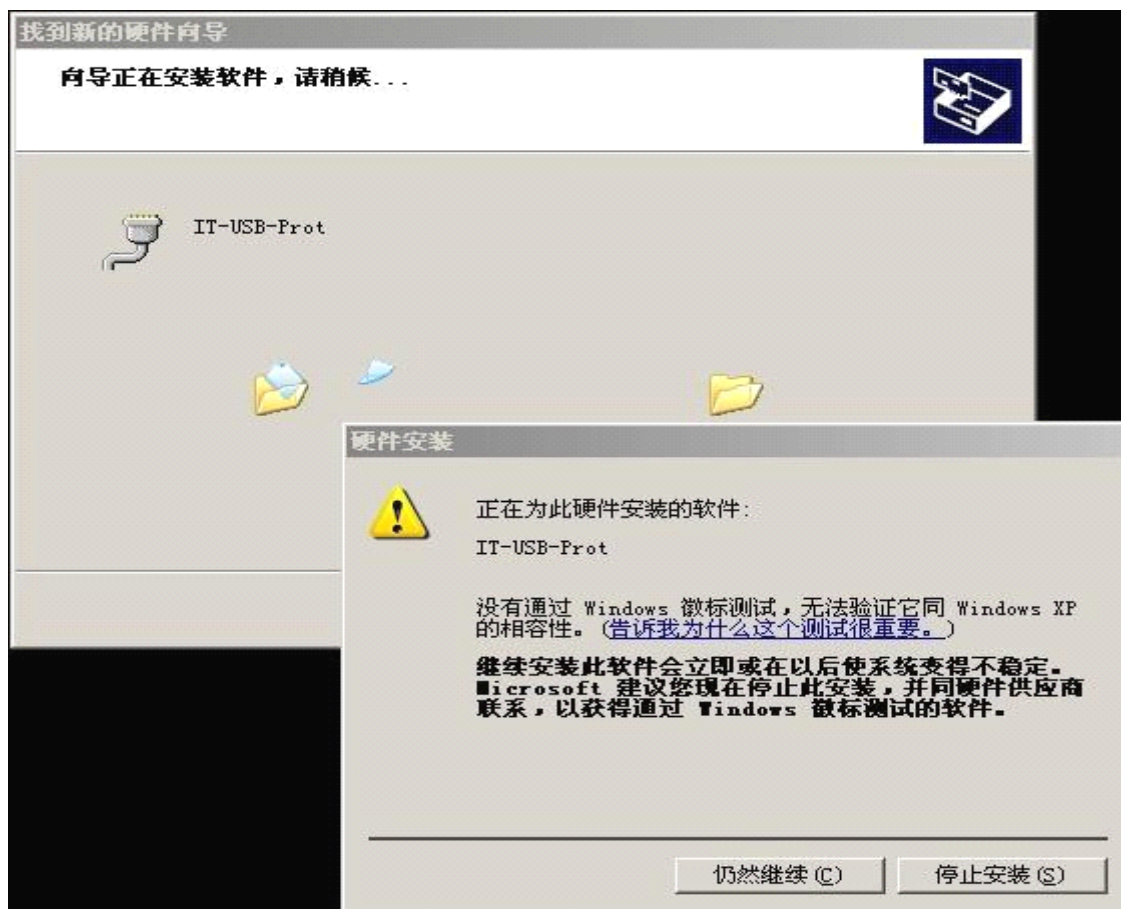 找到新的硬件向导
向导正在安装软件，请稍候...
IT-USB-Prot
硬件安装
正在为此硬件安装的软件:
IT-USB-Prot
没有通过 Windows 徽标测试，无法验证它同 Windows XP
的相容性。(告诉我为什么这个测试很重要。)
继续安装此软件会立即或在以后使系统变得不稳定。
Microsoft 建议您现在停止此安装，并同硬件供应商
联系，以获得通过 Windows 徽标测试的软件。
仍然继续(C)
停止安装(S)